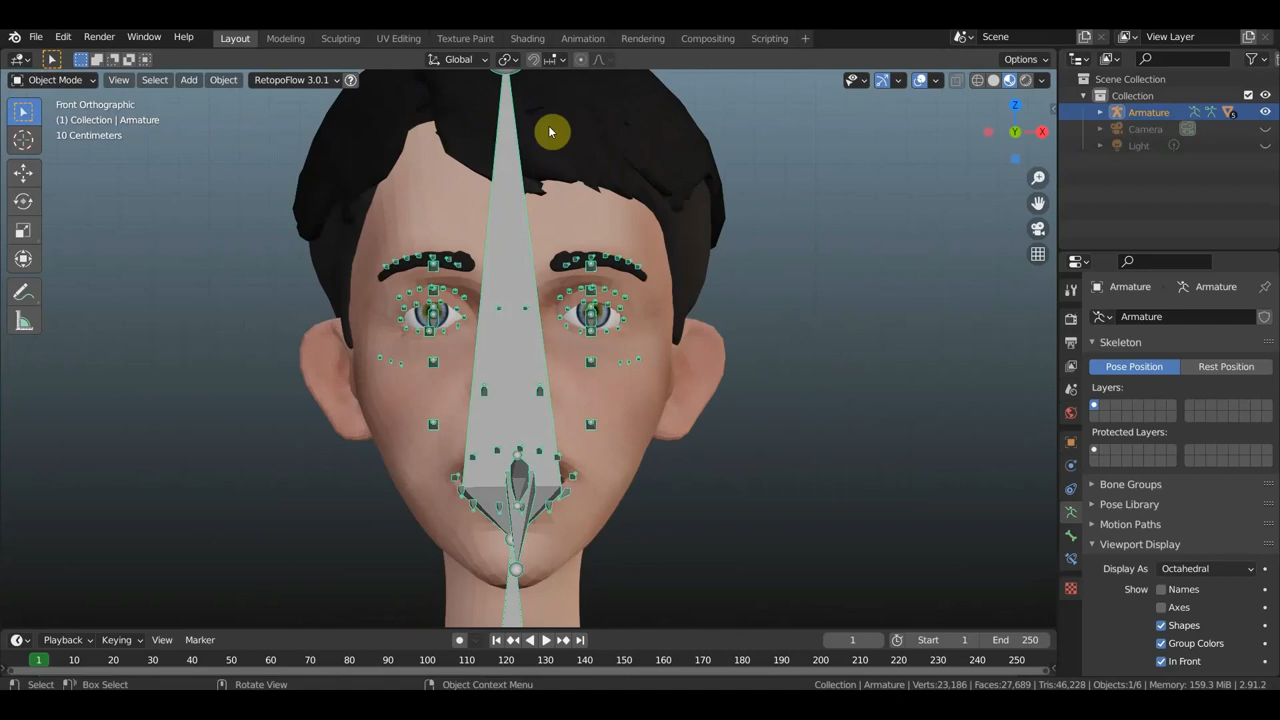 File Edit Render Window Help Layout Modeling Sculpting UV Editing Texture Paint Shading Animation Rendering Compositing Scripting + Scene View Layer
Global Options
Object Mode View Select Add Object RetopoFlow 3.0.1
Front Orthographic
(1) Collection | Armature
10 Centimeters
Z
Y
X
Scene Collection
Collection
Armature 5
Camera
Light
Armature Armature
Armature
Skeleton
Pose Position Rest Position
Layers:
Protected Layers:
Bone Groups
Pose Library
Motion Paths
Viewport Display
Display As Octahedral
Show Names
Axes
Shapes
Group Colors
In Front
Playback Keying View Marker 1 Start 1 End 250
1 10 20 30 40 50 60 70 80 90 100 110 120 130 140 150 160 170 180 190 200 210 220 230 240 250
Select Box Select Rotate View Object Context Menu Collection | Armature | Verts:23,186 | Faces:27,689 | Tris:46,228 | Objects:1/6 | Memory: 159.3 MiB | 2.91.2